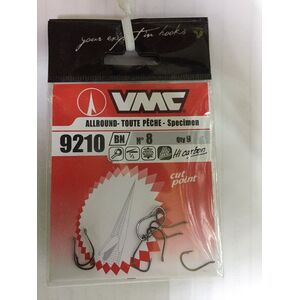 your expert in hooks
VMC
ALLROUND-TOUTE PÊCHE-Specimen
9210 BN N° 8 Qty 9
Hi carbon
cut
point